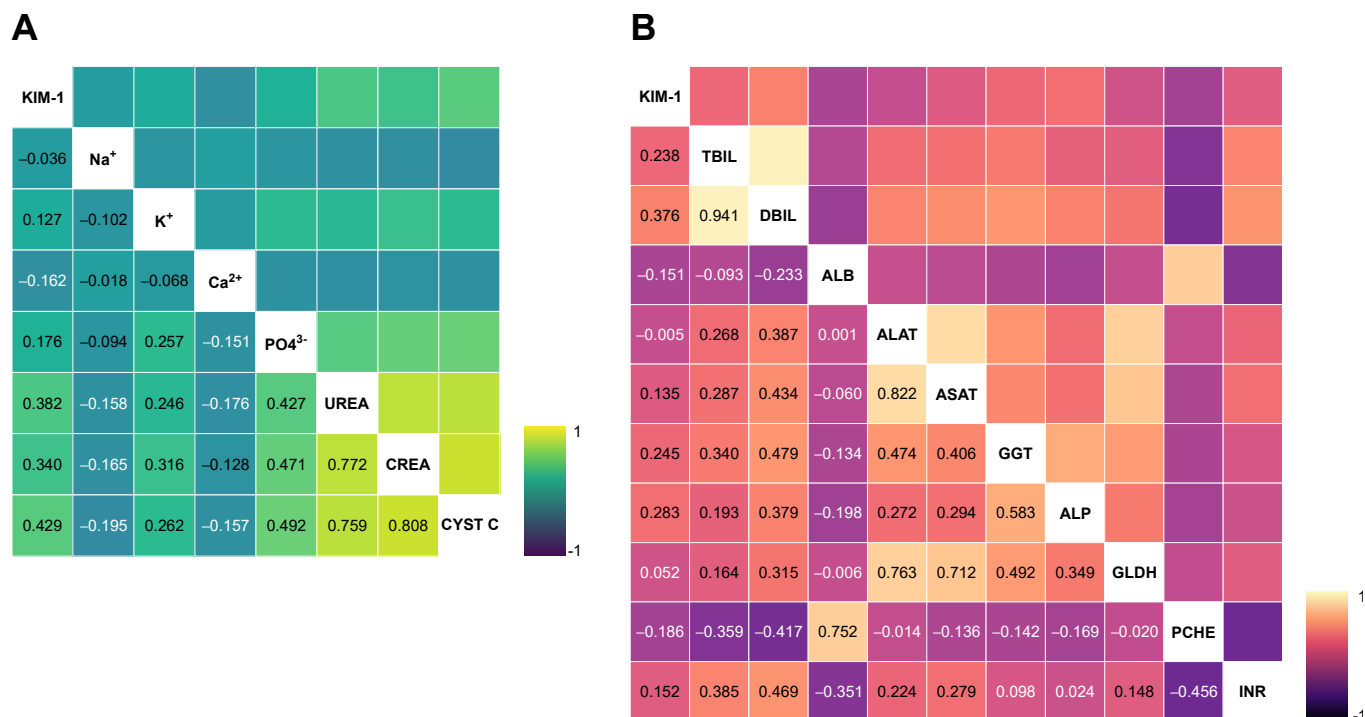 A
B
KIM-1
−0.036 Na⁺
0.127 −0.102 K⁺
−0.162 −0.018 −0.068 Ca²⁺
0.176 −0.094 0.257 −0.151 PO4³⁻
0.382 −0.158 0.246 −0.176 0.427 UREA
0.340 −0.165 0.316 −0.128 0.471 0.772 CREA
0.429 −0.195 0.262 −0.157 0.492 0.759 0.808 CYST C
1
-1
KIM-1
0.238 TBIL
0.376 0.941 DBIL
−0.151 −0.093 −0.233 ALB
−0.005 0.268 0.387 0.001 ALAT
0.135 0.287 0.434 −0.060 0.822 ASAT
0.245 0.340 0.479 −0.134 0.474 0.406 GGT
0.283 0.193 0.379 −0.198 0.272 0.294 0.583 ALP
0.052 0.164 0.315 −0.006 0.763 0.712 0.492 0.349 GLDH
−0.186 −0.359 −0.417 0.752 −0.014 −0.136 −0.142 −0.169 −0.020 PCHE
0.152 0.385 0.469 −0.351 0.224 0.279 0.098 0.024 0.148 −0.456 INR
1
-1